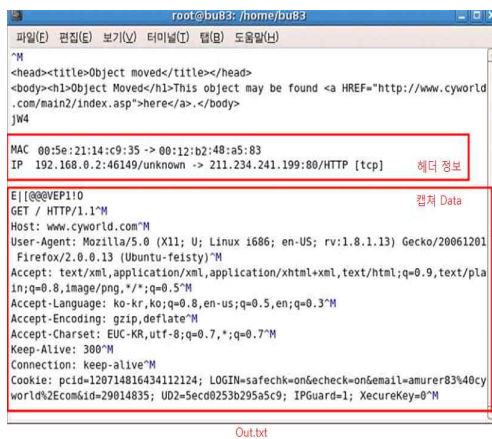 root@bu83: /home/bu83
파일(F) 편집(E) 보기(V) 터미널(T) 탭(B) 도움말(H)
^M
<head><title>Object moved</title></head>
<body><h1>Object Moved</h1>This object may be found <a HREF="http://www.cyworld
.com/main2/index.asp">here</a>.</body>
jW4
MAC 00:5e:21:14:c9:35 -> 00:12:b2:48:a5:83
IP 192.168.0.2:46149/unknown -> 211.234.241.199:80/HTTP [tcp]
헤더 정보
E|[@@@VEP1!O
캡쳐 Data
GET / HTTP/1.1^M
Host: www.cyworld.com^M
User-Agent: Mozilla/5.0 (X11; U; Linux i686; en-US; rv:1.8.1.13) Gecko/20061201
Firefox/2.0.0.13 (Ubuntu-feisty)^M
Accept: text/xml,application/xml,application/xhtml+xml,text/html;q=0.9,text/pla
in;q=0.8,image/png,*/*;q=0.5^M
Accept-Language: ko-kr,ko;q=0.8,en-us;q=0.5,en;q=0.3^M
Accept-Encoding: gzip,deflate^M
Accept-Charset: EUC-KR,utf-8;q=0.7,*;q=0.7^M
Keep-Alive: 300^M
Connection: keep-alive^M
Cookie: pcid=120714816434112124; LOGIN=safechk=on&echeck=on&email=amurer83%40cy
world%2Ecom&id=29014835; UD2=5ecd0253b295a5c9; IPGuard=1; XecureKey=0^M
Out.txt